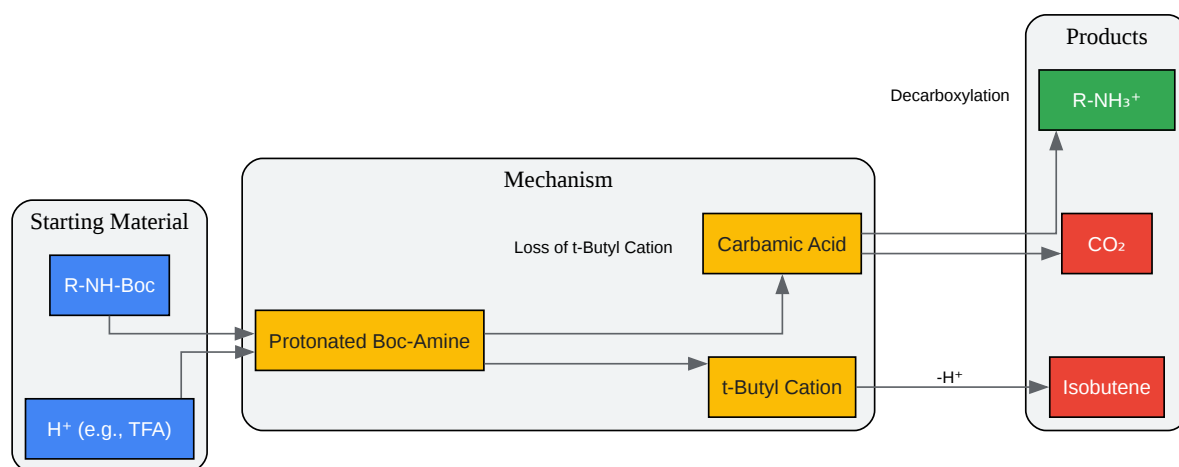 Starting Material
R-NH-Boc
H⁺ (e.g., TFA)
Mechanism
Protonated Boc-Amine
Loss of t-Butyl Cation
Carbamic Acid
t-Butyl Cation
-H⁺
Decarboxylation
Products
R-NH₃⁺
CO₂
Isobutene